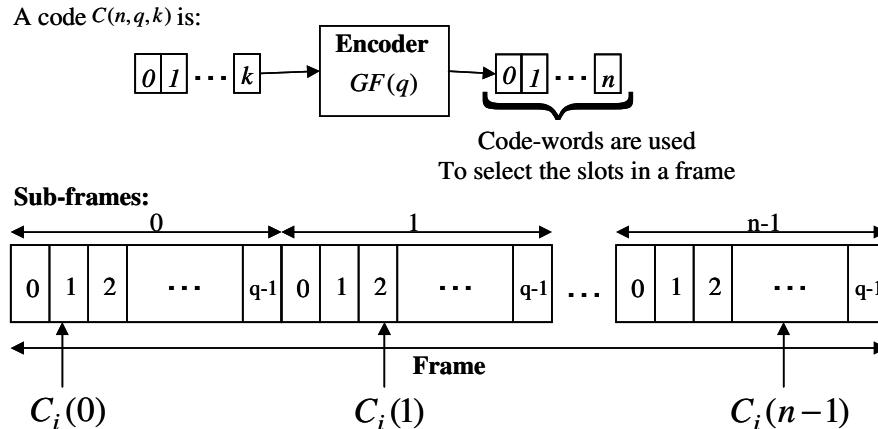 A code C(n,q,k) is:
0 1 ... k
Encoder
GF(q)
0 1 ... n
Code-words are used
To select the slots in a frame
Sub-frames:
0 1 n-1
0 1 2 ... q-1 0 1 2 ... q-1 ... 0 1 2 ... q-1
Frame
C_i(0) C_i(1) C_i(n-1)